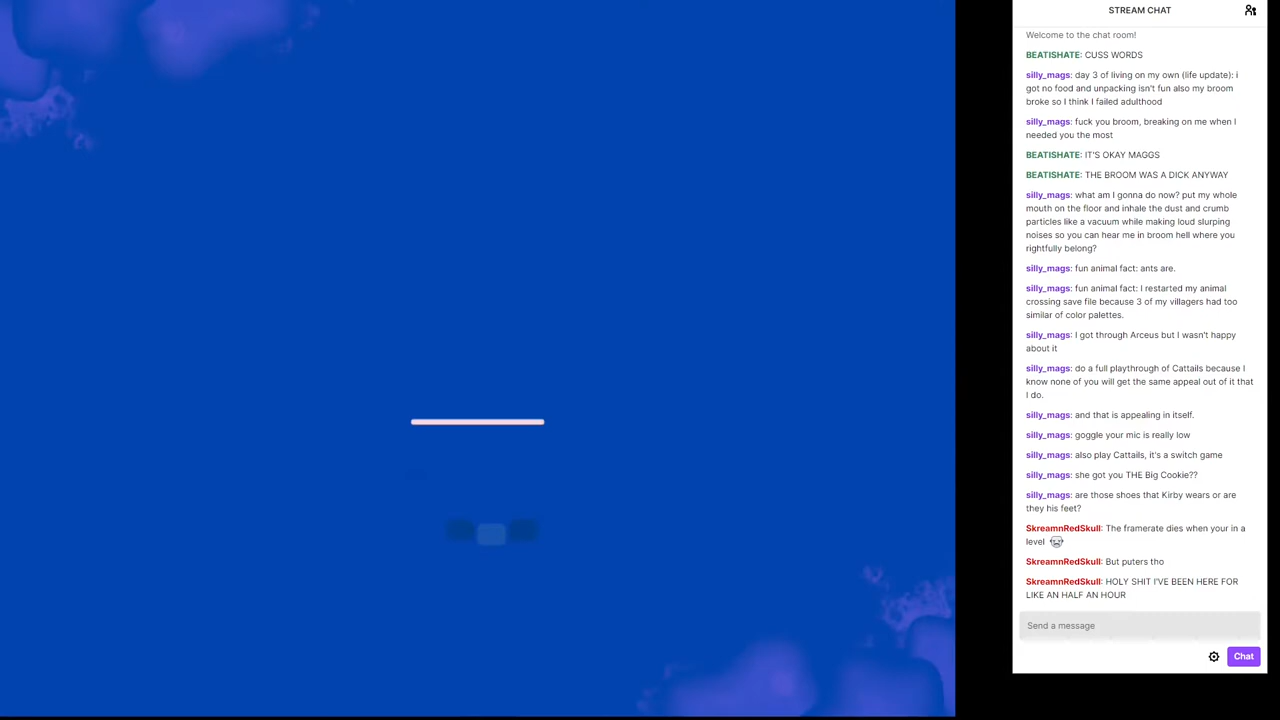 STREAM CHAT
Welcome to the chat room!
BEATISHATE: CUSS WORDS
silly_mags: day 3 of living on my own (life update): i
got no food and unpacking isn't fun also my broom
broke so I think I failed adulthood
silly_mags: fuck you broom, breaking on me when I
needed you the most
BEATISHATE: IT'S OKAY MAGGS
BEATISHATE: THE BROOM WAS A DICK ANYWAY
silly_mags: what am I gonna do now? put my whole
mouth on the floor and inhale the dust and crumb
particles like a vacuum while making loud slurping
noises so you can hear me in broom hell where you
rightfully belong?
silly_mags: fun animal fact: ants are.
silly_mags: fun animal fact: I restarted my animal
crossing save file because 3 of my villagers had too
similar of color palettes.
silly_mags: I got through Arceus but I wasn't happy
about it
silly_mags: do a full playthrough of Cattails because I
know none of you will get the same appeal out of it that
I do.
silly_mags: and that is appealing in itself.
silly_mags: goggle your mic is really low
silly_mags: also play Cattails, it's a switch game
silly_mags: she got you THE Big Cookie??
silly_mags: are those shoes that Kirby wears or are
they his feet?
SkreamnRedSkull: The framerate dies when your in a
level
SkreamnRedSkull: But puters tho
SkreamnRedSkull: HOLY SHIT I'VE BEEN HERE FOR
LIKE AN HALF AN HOUR
Send a message
Chat